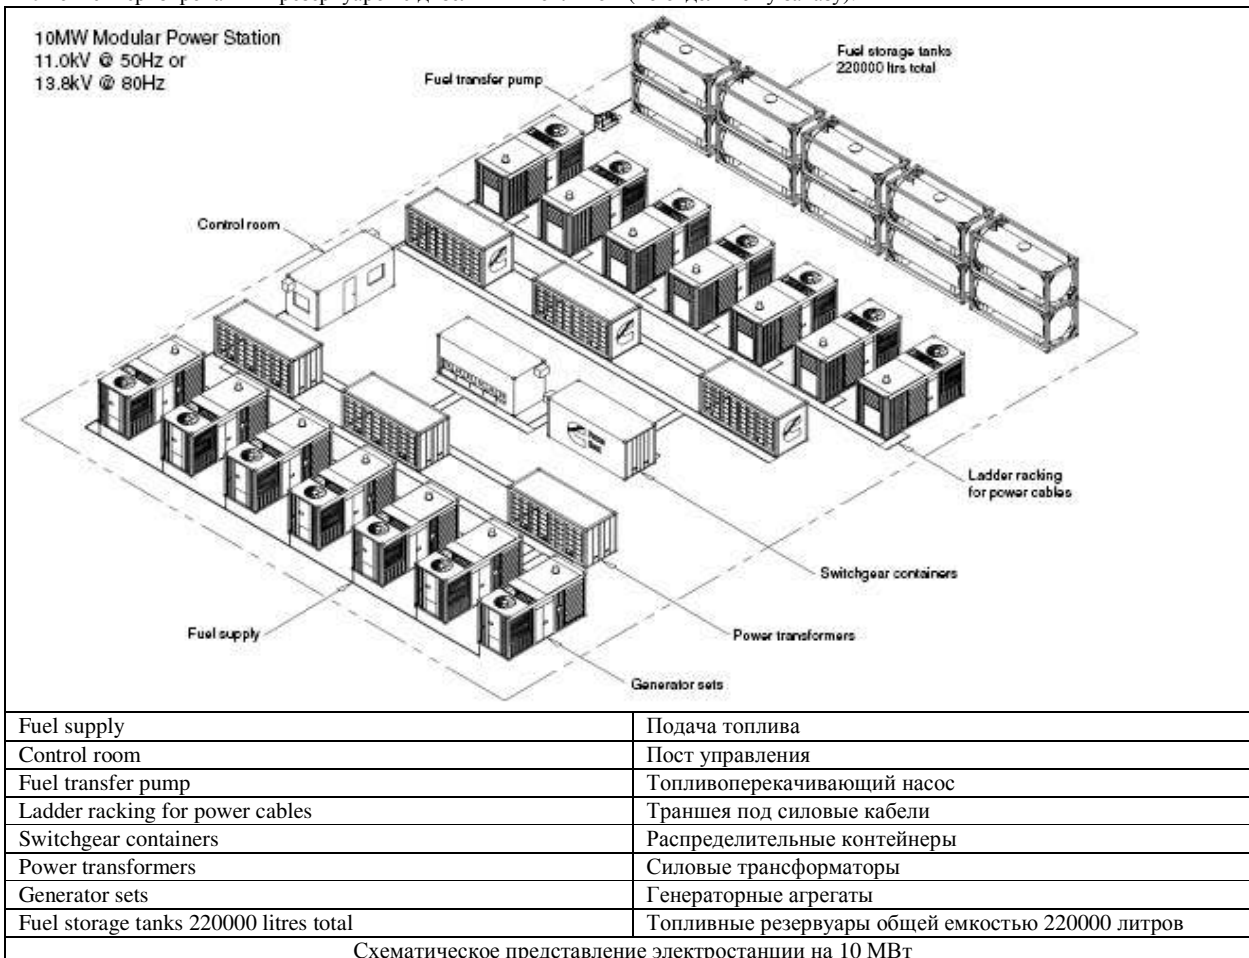 10MW Modular Power Station
11.0kV @ 50Hz or
13.8kV @ 80Hz
Fuel storage tanks
220000 ltrs total
Fuel transfer pump
Control room
Ladder racking
for power cables
Switchgear containers
Power transformers
Fuel supply
Generator sets
Fuel supply Подача топлива
Control room Пост управления
Fuel transfer pump Топливоперекачивающий насос
Ladder racking for power cables Траншея под силовые кабели
Switchgear containers Распределительные контейнеры
Power transformers Силовые трансформаторы
Generator sets Генераторные агрегаты
Fuel storage tanks 220000 litres total Топливные резервуары общей емкостью 220000 литров
Схематическое представление электростанции на 10 МВт